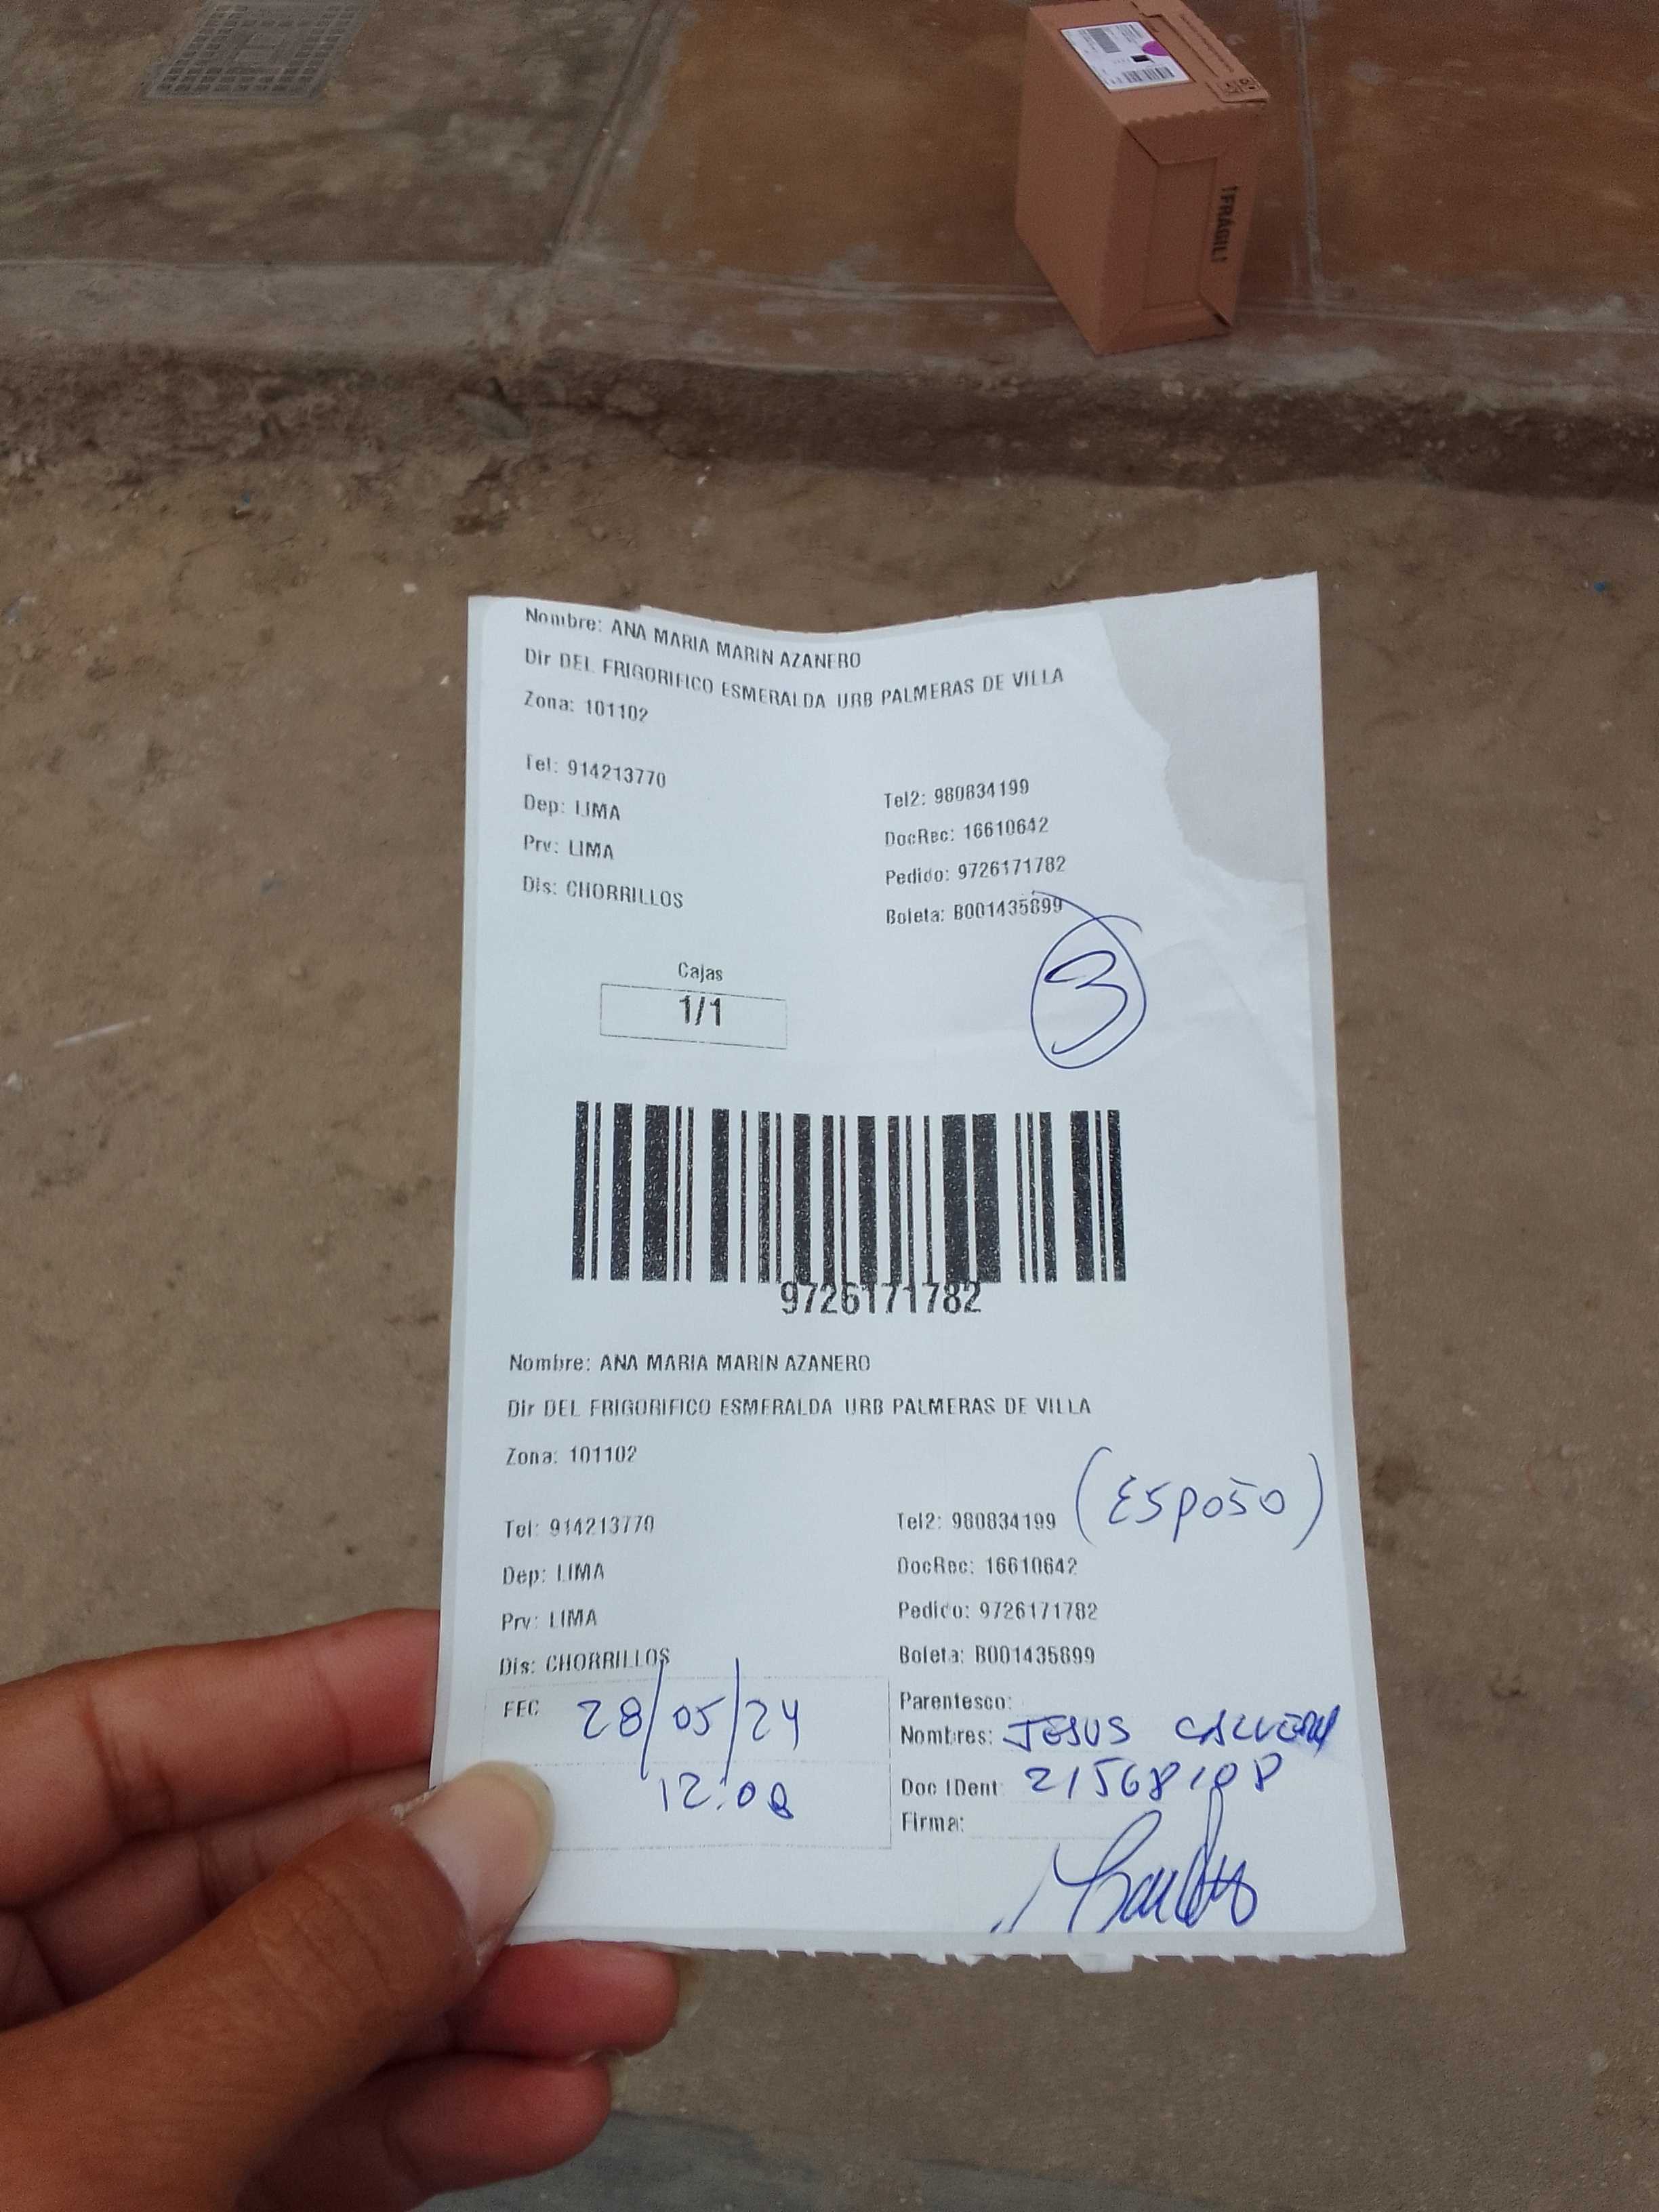 ¡FRÁGIL!
Nombre: ANA MARIA MARIN AZANERO
Dir DEL FRIGORIFICO ESMERALDA URB PALMERAS DE VILLA
Zona: 101102
Tel: 914213770
Tel2: 980834199
Dep: LIMA
DocRec: 16610642
Prv: LIMA
Pedido: 9726171782
Dis: CHORRILLOS
Boleta: B001435899
Cajas
1/1
3
9726171782
Nombre: ANA MARIA MARIN AZANERO
Dir DEL FRIGORIFICO ESMERALDA URB PALMERAS DE VILLA
Zona: 101102
(ESPOSO)
Tel: 914213770
Tel2: 980834199
Dep: LIMA
DocRec: 16610642
Prv: LIMA
Pedido: 9726171782
Dis: CHORRILLOS
Boleta: B001435899
FEC 28/05/24
12:08
Parentesco:
Nombres: JESUS
Doc IDent 21568108
Firma: